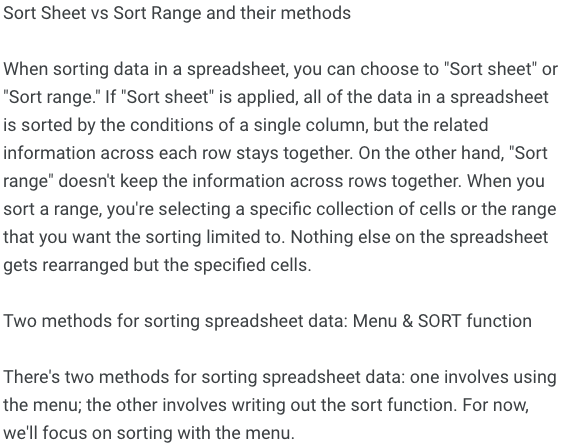 Sort Sheet vs Sort Range and their methods
When sorting data in a spreadsheet, you can choose to "Sort sheet" or
"Sort range." If "Sort sheet" is applied, all of the data in a spreadsheet
is sorted by the conditions of a single column, but the related
information across each row stays together. On the other hand, "Sort
range" doesn't keep the information across rows together. When you
sort a range, you're selecting a specific collection of cells or the range
that you want the sorting limited to. Nothing else on the spreadsheet
gets rearranged but the specified cells.
Two methods for sorting spreadsheet data: Menu & SORT function
There's two methods for sorting spreadsheet data: one involves using
the menu; the other involves writing out the sort function. For now,
we'll focus on sorting with the menu.